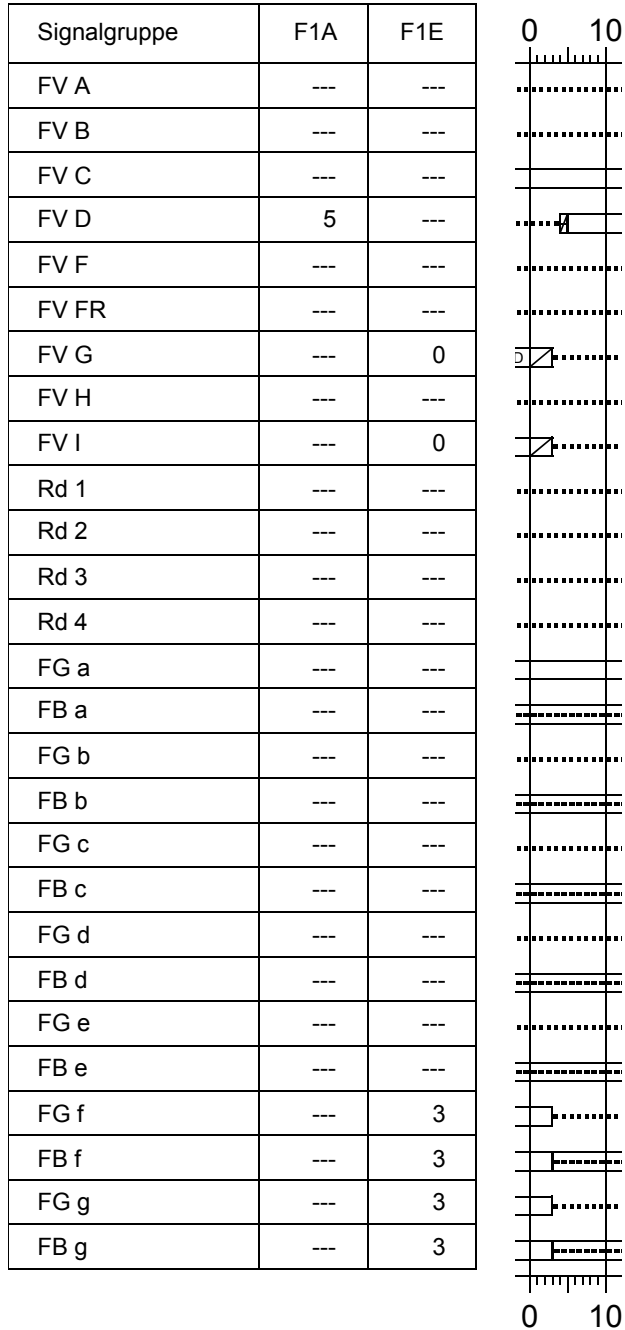 Signalgruppe F1A F1E 0 10
FV A --- ---
FV B --- ---
FV C --- ---
FV D 5 ---
FV F --- ---
FV FR --- ---
FV G --- 0
FV H --- ---
FV I --- 0
Rd 1 --- ---
Rd 2 --- ---
Rd 3 --- ---
Rd 4 --- ---
FG a --- ---
FB a --- ---
FG b --- ---
FB b --- ---
FG c --- ---
FB c --- ---
FG d --- ---
FB d --- ---
FG e --- ---
FB e --- ---
FG f --- 3
FB f --- 3
FG g --- 3
FB g --- 3
0 10